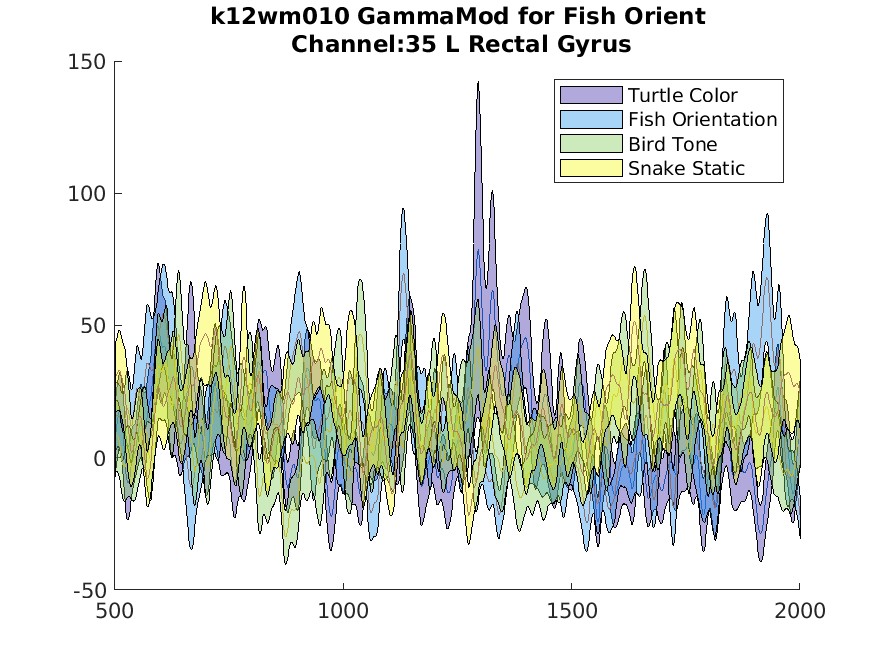 k12wm010 GammaMod for Fish Orient
Channel:35 L Rectal Gyrus
150
100
50
0
-50
500
1000
1500
2000
Turtle Color
Fish Orientation
Bird Tone
Snake Static